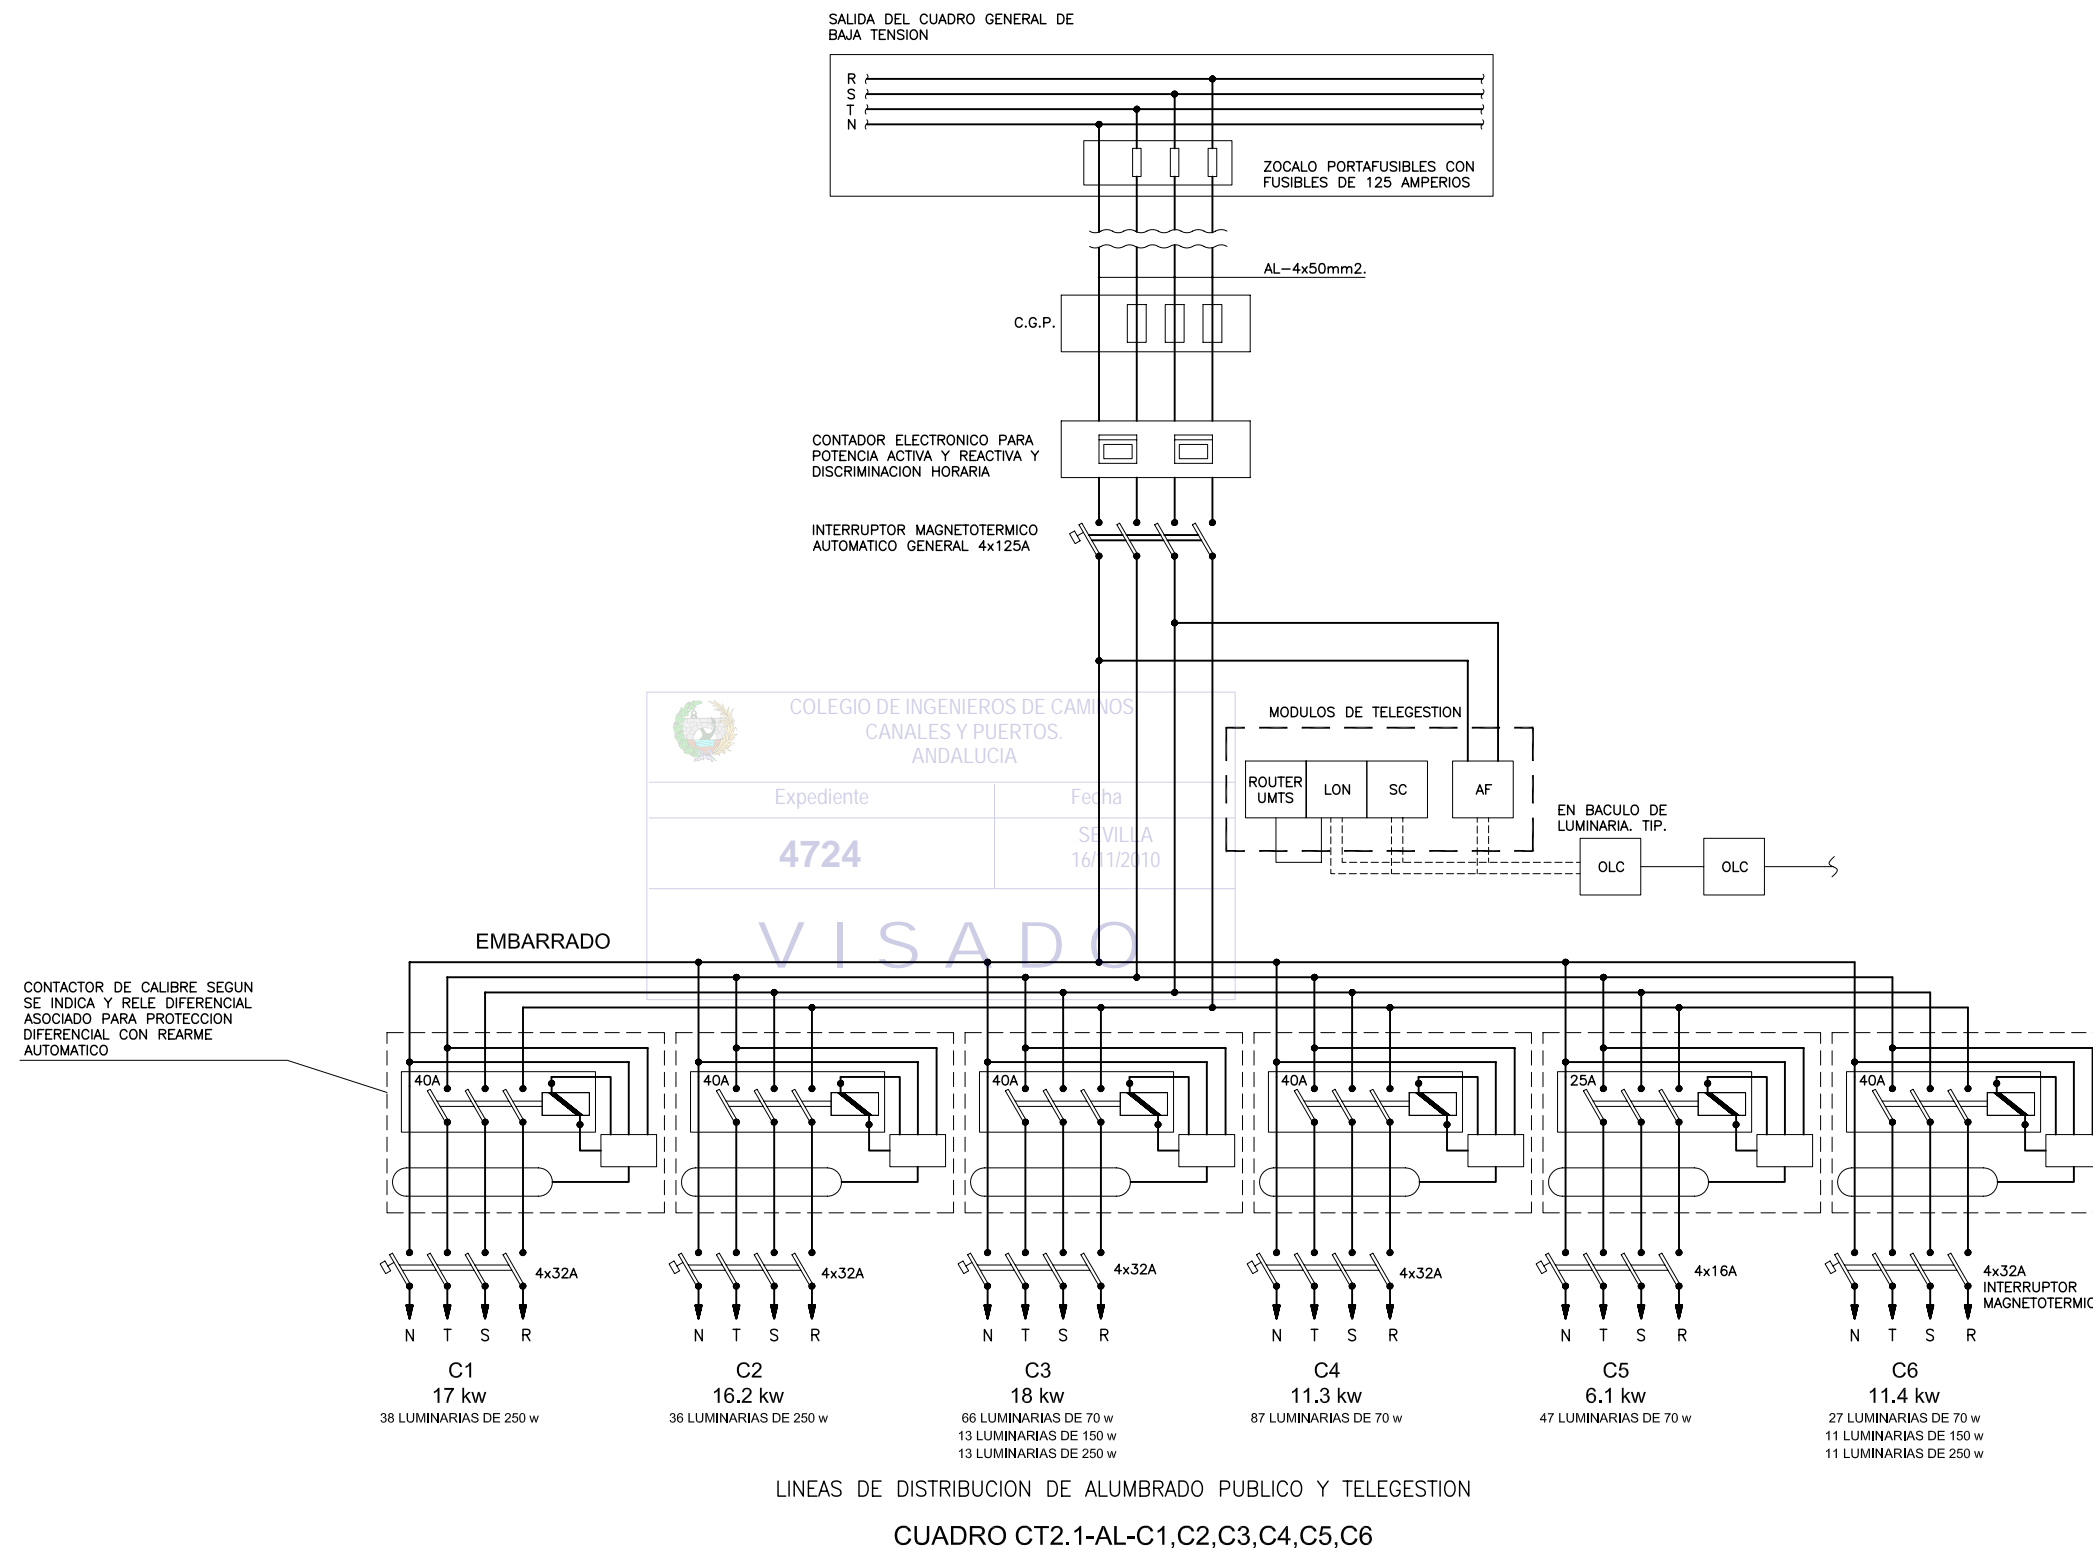 SALIDA DEL CUADRO GENERAL DE
BAJA TENSION
R
S
T
N
ZOCALO PORTAFUSIBLES CON
FUSIBLES DE 125 AMPERIOS
AL-4x50mm2.
C.G.P.
CONTADOR ELECTRONICO PARA
POTENCIA ACTIVA Y REACTIVA Y
DISCRIMINACION HORARIA
INTERRUPTOR MAGNETOTERMICO
AUTOMATICO GENERAL 4x125A
COLEGIO DE INGENIEROS DE CAMINOS
CANALES Y PUERTOS.
ANDALUCIA
Expediente
Fecha
4724
SEVILLA
16/11/2010
VISADO
MODULOS DE TELEGESTION
ROUTER
UMTS
LON
SC
AF
EN BACULO DE
LUMINARIA. TIP.
OLC
OLC
EMBARRADO
CONTACTOR DE CALIBRE SEGUN
SE INDICA Y RELE DIFERENCIAL
ASOCIADO PARA PROTECCION
DIFERENCIAL CON REARME
AUTOMATICO
40A
40A
40A
40A
25A
40A
4x32A
4x32A
4x32A
4x32A
4x16A
4x32A
INTERRUPTOR
MAGNETOTERMIC
N T S R
N T S R
N T S R
N T S R
N T S R
N T S R
C1
17 kw
38 LUMINARIAS DE 250 w
C2
16.2 kw
36 LUMINARIAS DE 250 w
C3
18 kw
66 LUMINARIAS DE 70 w
13 LUMINARIAS DE 150 w
13 LUMINARIAS DE 250 w
C4
11.3 kw
87 LUMINARIAS DE 70 w
C5
6.1 kw
47 LUMINARIAS DE 70 w
C6
11.4 kw
27 LUMINARIAS DE 70 w
11 LUMINARIAS DE 150 w
11 LUMINARIAS DE 250 w
LINEAS DE DISTRIBUCION DE ALUMBRADO PUBLICO Y TELEGESTION
CUADRO CT2.1-AL-C1,C2,C3,C4,C5,C6